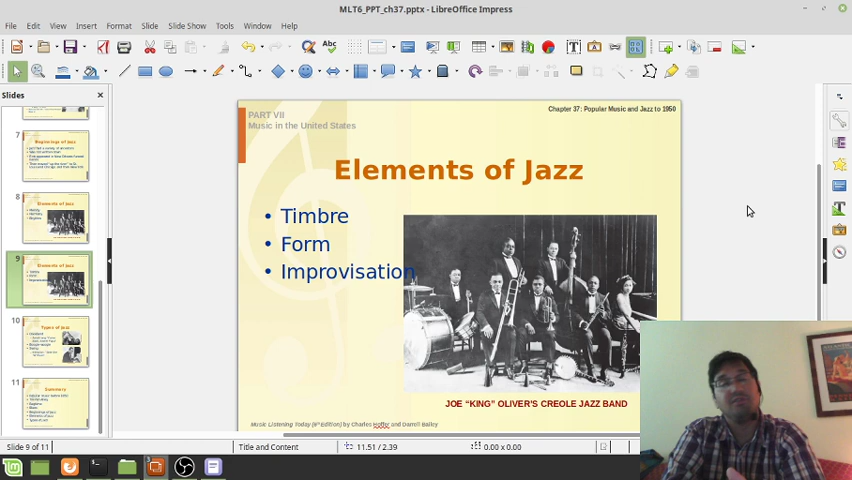 MLT6_PPT_ch37.pptx - LibreOffice Impress
File Edit View Insert Format Slide Slide Show Tools Window Help
Slides
7
Beginnings of Jazz
8
Elements of Jazz
9
Elements of Jazz
10
Types of Jazz
11
Summary
PART VII
Music in the United States
Chapter 37: Popular Music and Jazz to 1950
Elements of Jazz
• Timbre
• Form
• Improvisation
JOE “KING” OLIVER’S CREOLE JAZZ BAND
Music Listening Today (6th Edition) by Charles Hoffer and Darrell Bailey
Slide 9 of 11
Title and Content
11.51 / 2.39
0.00 x 0.00